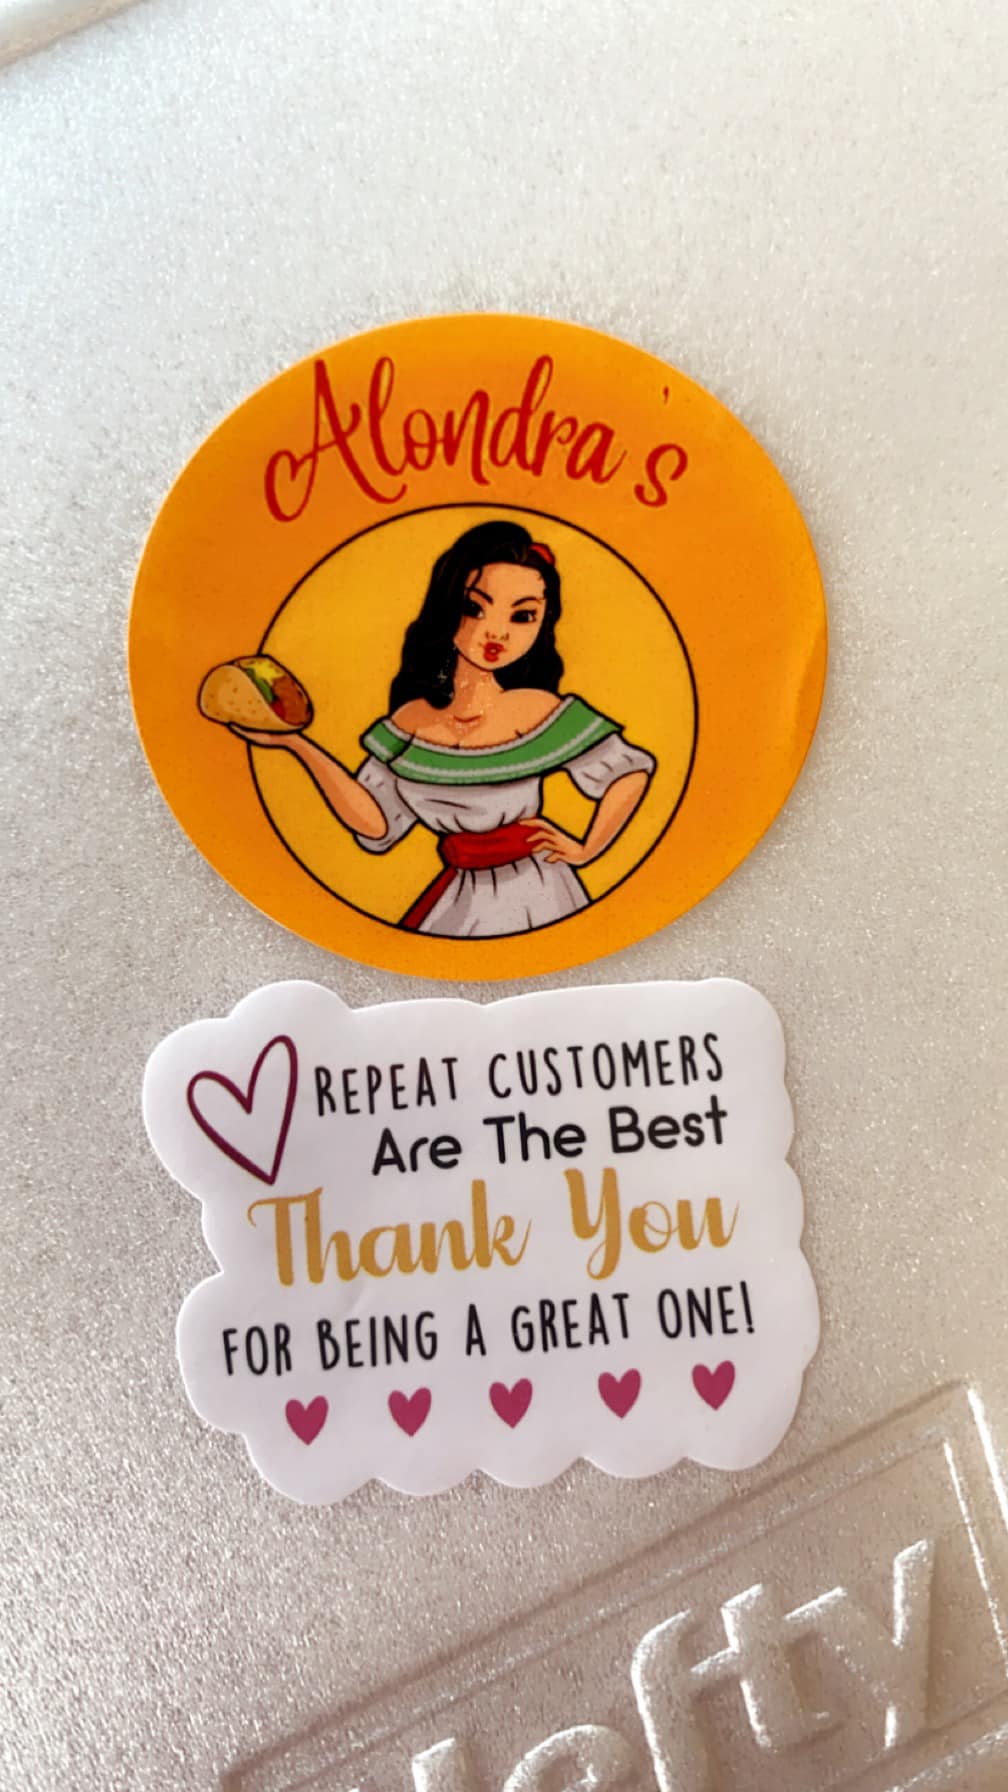 Alondra's
REPEAT CUSTOMERS
Are The Best
Thank You
FOR BEING A GREAT ONE!